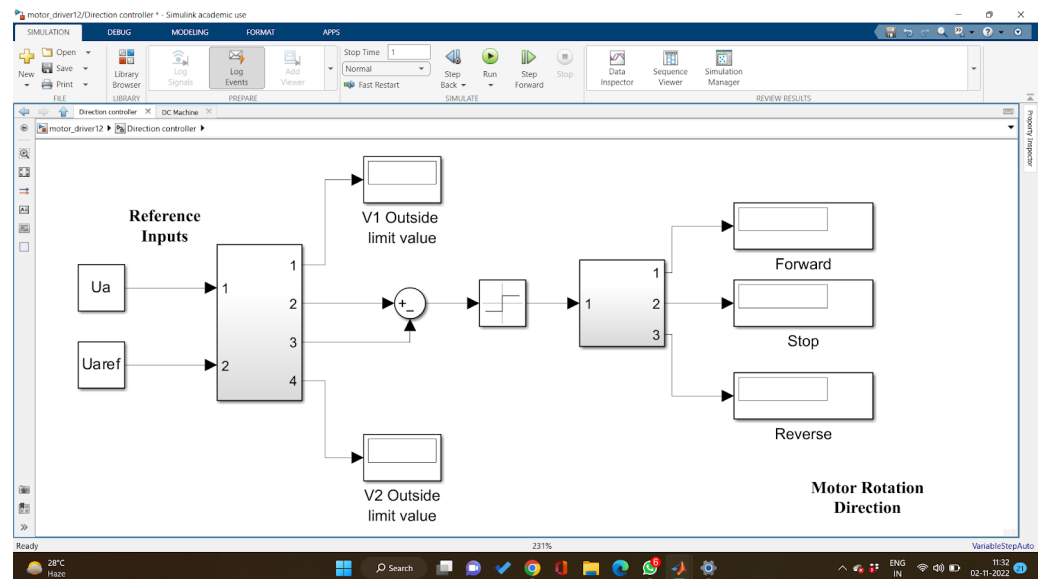 motor_driver12/Direction controller * - Simulink academic use
SIMULATION DEBUG MODELING FORMAT APPS
New
Open
Save
Print
FILE
Library Browser
LIBRARY
Log Signals
Log Events
Add Viewer
PREPARE
Stop Time 1
Normal
Fast Restart
Step Back
Run
Step Forward
Stop
SIMULATE
Data Inspector
Sequence Viewer
Simulation Manager
REVIEW RESULTS
Direction controller DC Machine
motor_driver12 Direction controller
Property Inspector
Reference
Inputs
Ua
Uaref
1
2
1
2
3
4
V1 Outside
limit value
+
−
V2 Outside
limit value
1
1
2
3
Forward
Stop
Reverse
Motor Rotation
Direction
Ready 231% VariableStepAuto
28°C
Haze
Search
6
ENG
IN
11:32
02-11-2022
21